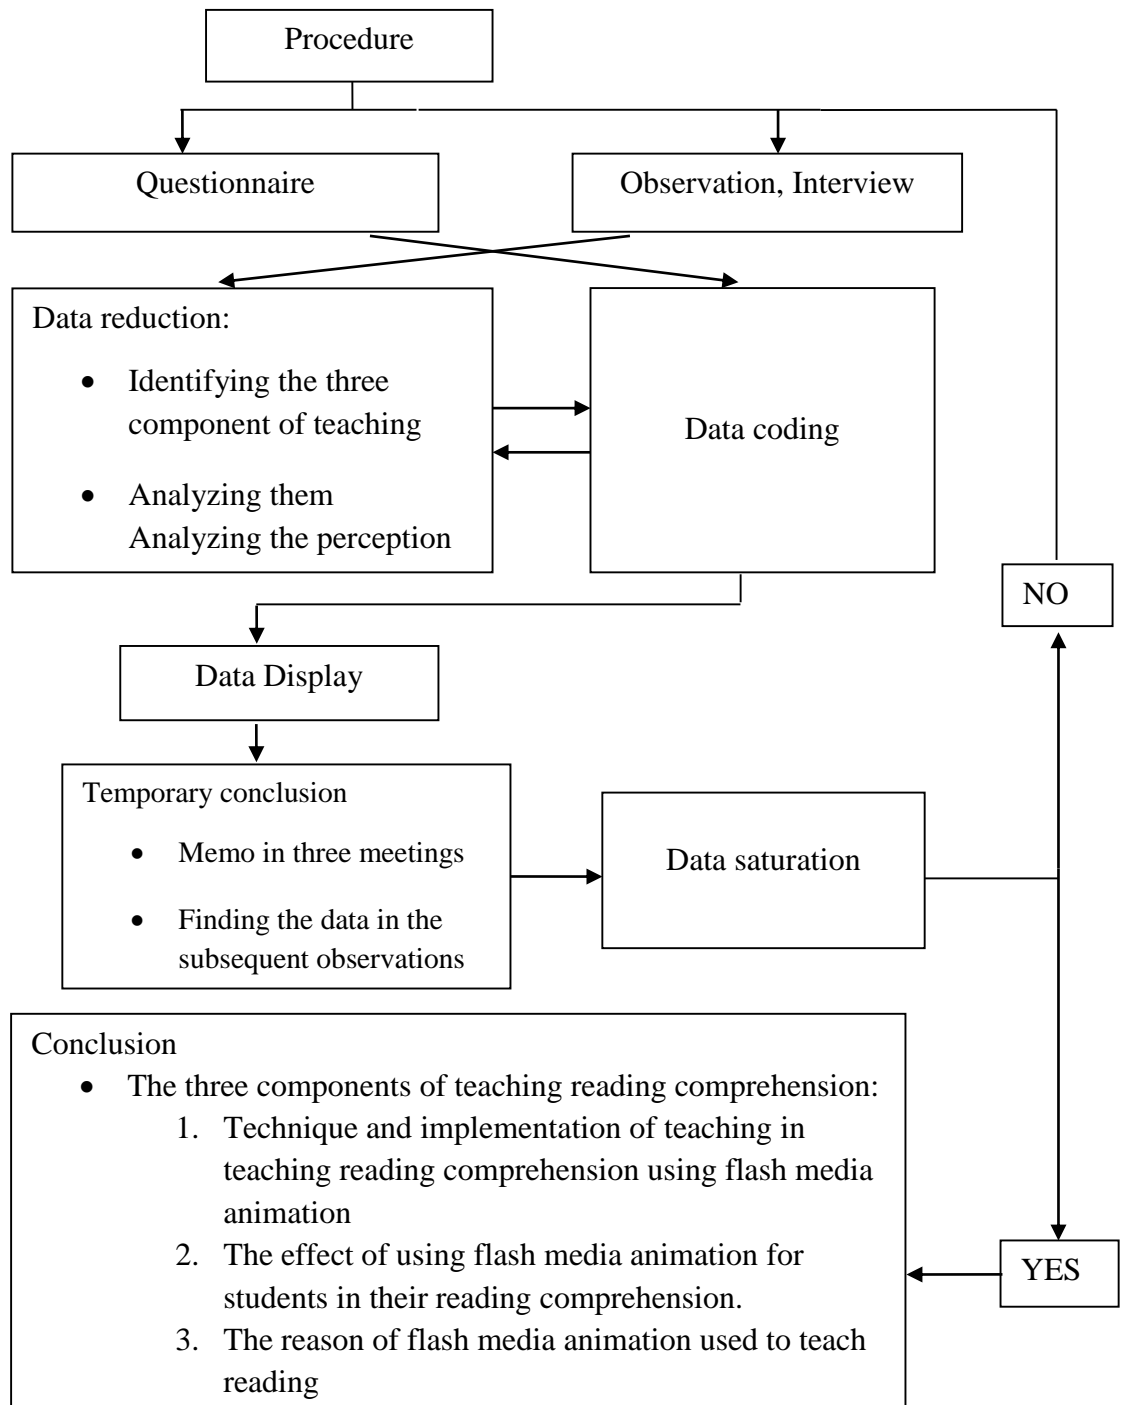 Procedure
Questionnaire
Observation, Interview
Data reduction:
• Identifying the three
component of teaching
• Analyzing them
Analyzing the perception
Data coding
NO
Data Display
Temporary conclusion
• Memo in three meetings
• Finding the data in the
subsequent observations
Data saturation
Conclusion
• The three components of teaching reading comprehension:
1. Technique and implementation of teaching in
teaching reading comprehension using flash media
animation
2. The effect of using flash media animation for
students in their reading comprehension.
3. The reason of flash media animation used to teach
reading
YES